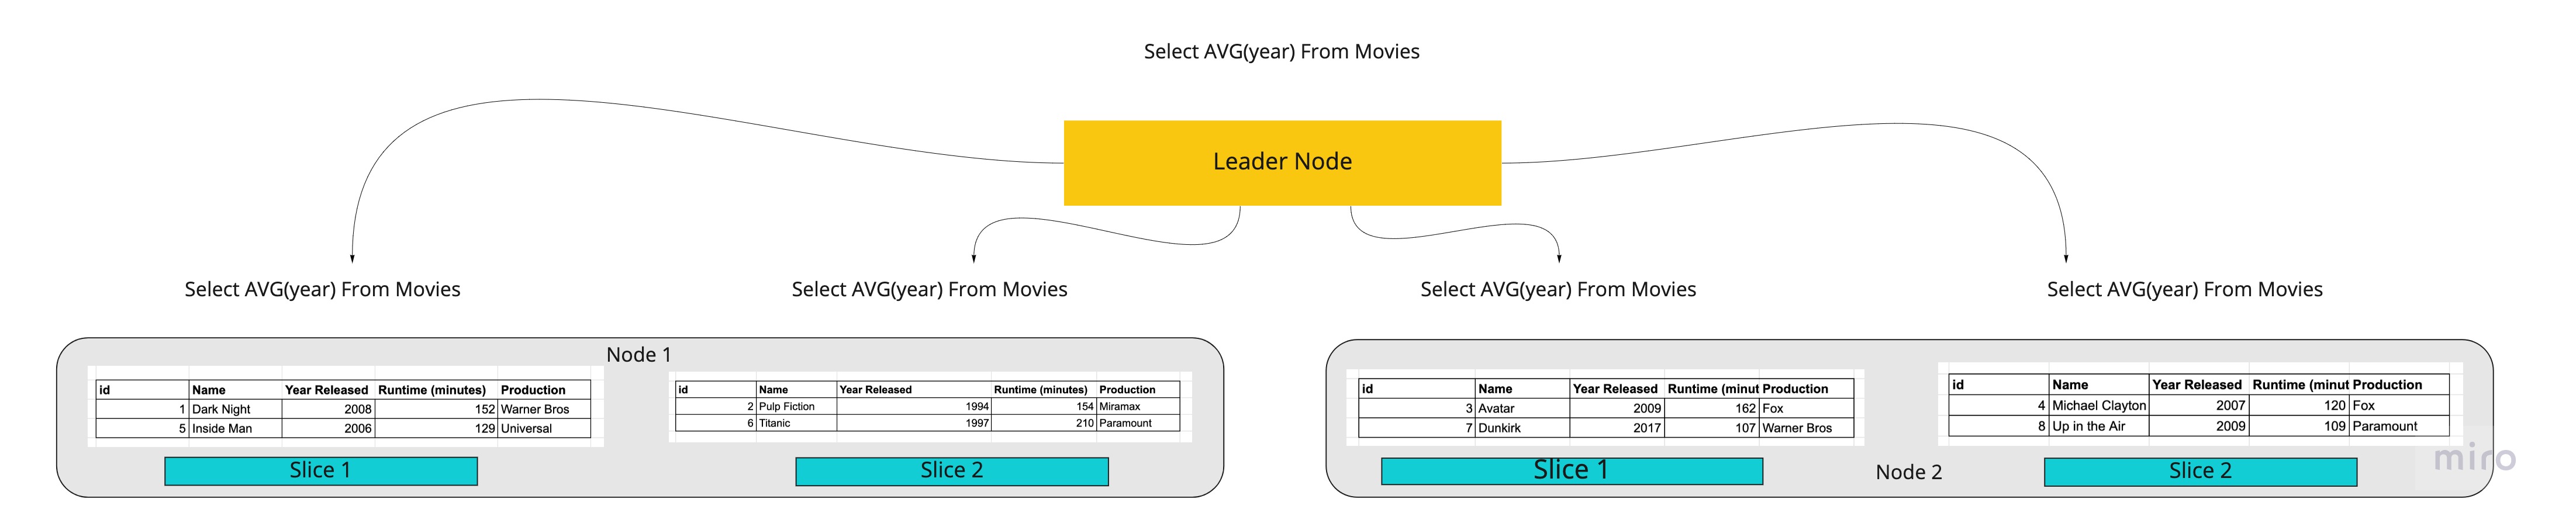 Select AVG(year) From Movies
Leader Node
Select AVG(year) From Movies
Select AVG(year) From Movies
Select AVG(year) From Movies
Select AVG(year) From Movies
Node 1
id Name Year Released Runtime (minutes) Production
1 Dark Night 2008 152 Warner Bros
5 Inside Man 2006 129 Universal
Slice 1
id Name Year Released Runtime (minutes) Production
2 Pulp Fiction 1994 154 Miramax
6 Titanic 1997 210 Paramount
Slice 2
id Name Year Released Runtime (minut Production
3 Avatar 2009 162 Fox
7 Dunkirk 2017 107 Warner Bros
Slice 1
Node 2
id Name Year Released Runtime (minut Production
4 Michael Clayton 2007 120 Fox
8 Up in the Air 2009 109 Paramount
Slice 2
miro